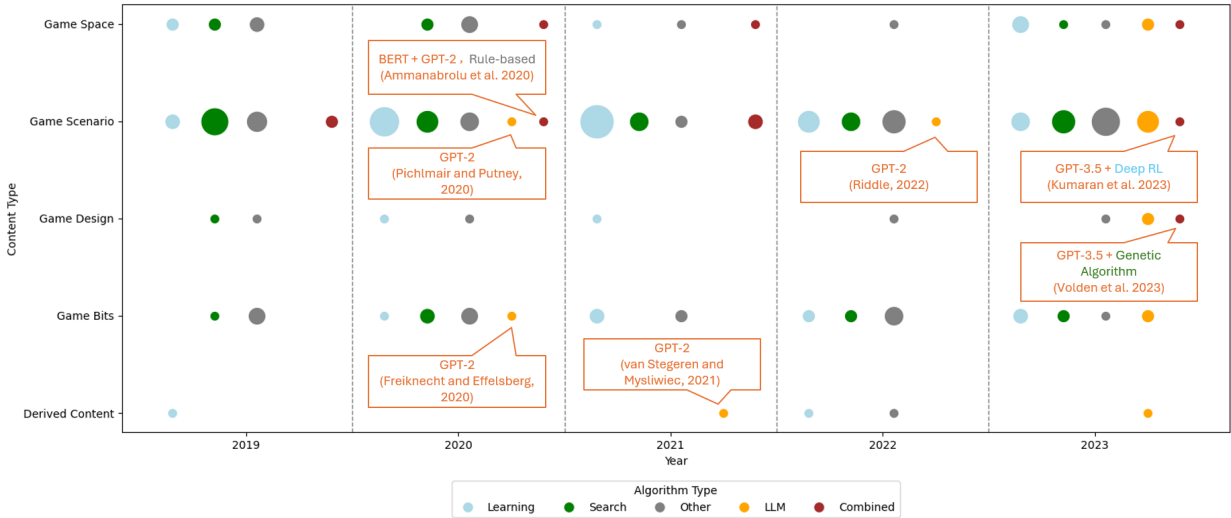 Game Space
BERT + GPT-2 , Rule-based
(Ammanabrolu et al. 2020)
Game Scenario
GPT-2
(Pichlmair and Putney,
2020)
GPT-2
(Riddle, 2022)
GPT-3.5 + Deep RL
(Kumaran et al. 2023)
Content Type
Game Design
GPT-3.5 + Genetic
Algorithm
(Volden et al. 2023)
Game Bits
GPT-2
(Freiknecht and Effelsberg,
2020)
GPT-2
(van Stegeren and
Mysliwiec, 2021)
Derived Content
2019
2020
2021
2022
2023
Year
Algorithm Type
Learning
Search
Other
LLM
Combined